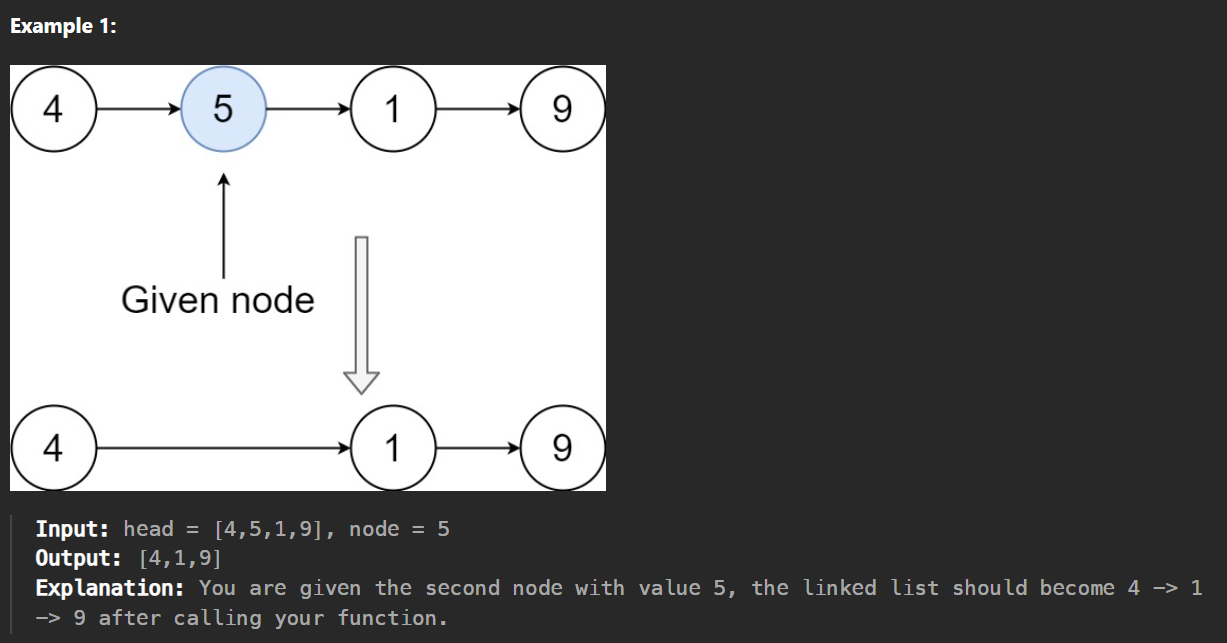 Example 1:
4 5 1 9
Given node
4 1 9
Input: head = [4,5,1,9], node = 5
Output: [4,1,9]
Explanation: You are given the second node with value 5, the linked list should become 4 -> 1
-> 9 after calling your function.